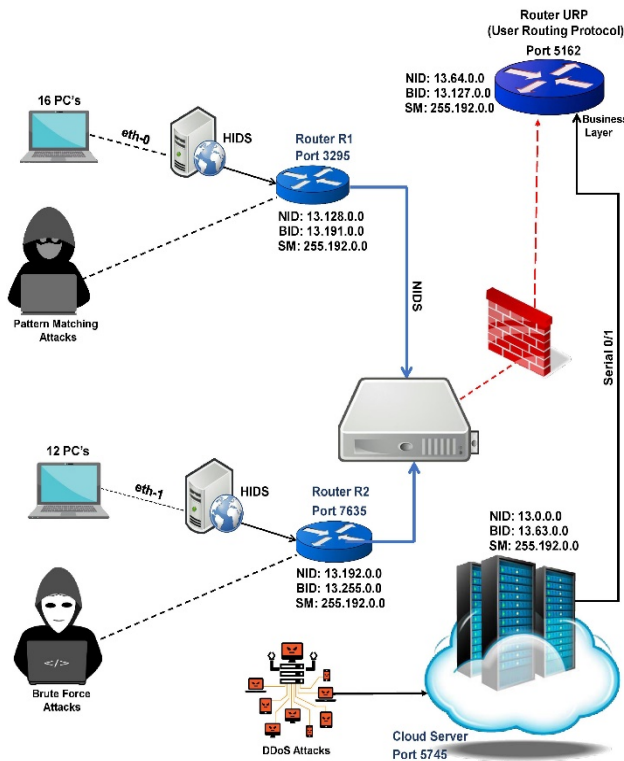 Router URP
(User Routing Protocol)
Port 5162
NID: 13.64.0.0
BID: 13.127.0.0
SM: 255.192.0.0
Business
Layer
16 PC's
eth-0
HIDS
Router R1
Port 3295
NID: 13.128.0.0
BID: 13.191.0.0
SM: 255.192.0.0
Pattern Matching
Attacks
NIDS
Serial 0/1
12 PC's
eth-1
HIDS
Router R2
Port 7635
NID: 13.192.0.0
BID: 13.255.0.0
SM: 255.192.0.0
NID: 13.0.0.0
BID: 13.63.0.0
SM: 255.192.0.0
</>
Brute Force
Attacks
DDoS Attacks
Cloud Server
Port 5745